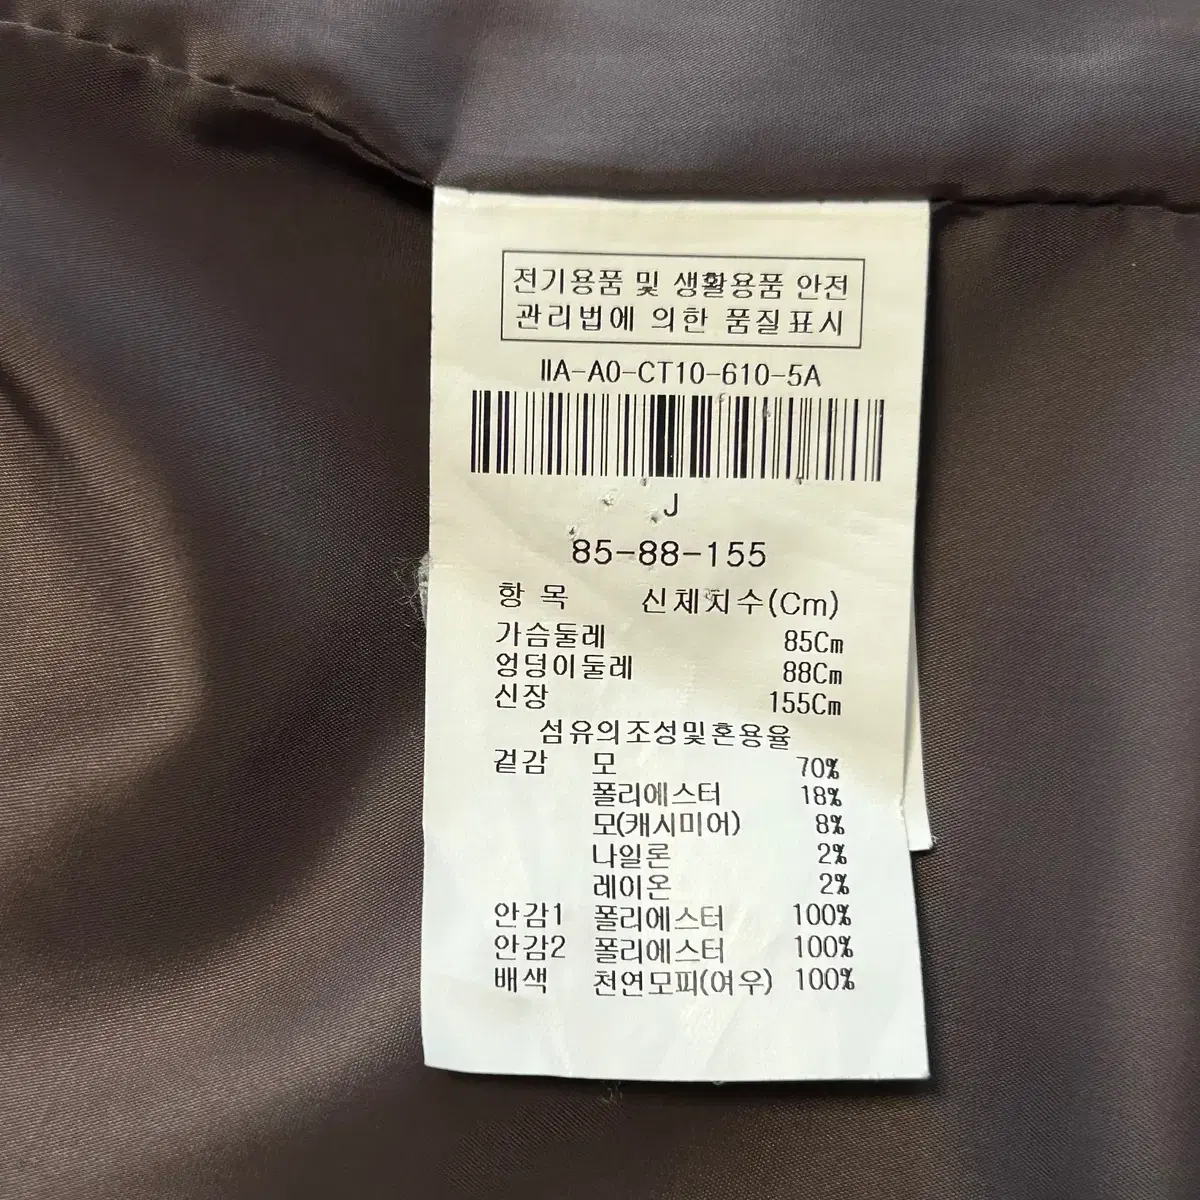 전기용품 및 생활용품 안전
관리법에 의한 품질표시
IIA-A0-CT10-610-5A
J
85-88-155
항 목 신체치수(Cm)
가슴둘레 85Cm
엉덩이둘레 88Cm
신장 155Cm
섬유의조성및혼용율
겉감 모 70%
폴리에스터 18%
모(캐시미어) 8%
나일론 2%
레이온 2%
안감1 폴리에스터 100%
안감2 폴리에스터 100%
배색 천연모피(여우) 100%